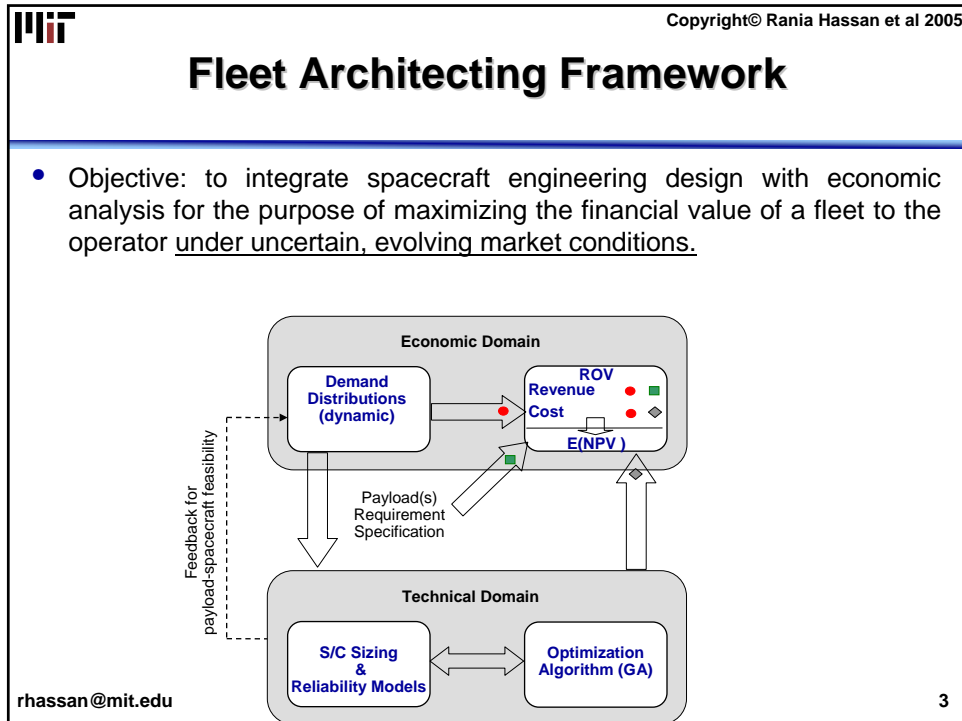 MIT
Copyright© Rania Hassan et al 2005
Fleet Architecting Framework
• Objective: to integrate spacecraft engineering design with economic
analysis for the purpose of maximizing the financial value of a fleet to the
operator under uncertain, evolving market conditions.
Economic Domain
Demand
Distributions
(dynamic)
ROV
Revenue
Cost
E(NPV )
Payload(s)
Requirement
Specification
Feedback for
payload-spacecraft feasibility
Technical Domain
S/C Sizing
&
Reliability Models
Optimization
Algorithm (GA)
rhassan@mit.edu
3